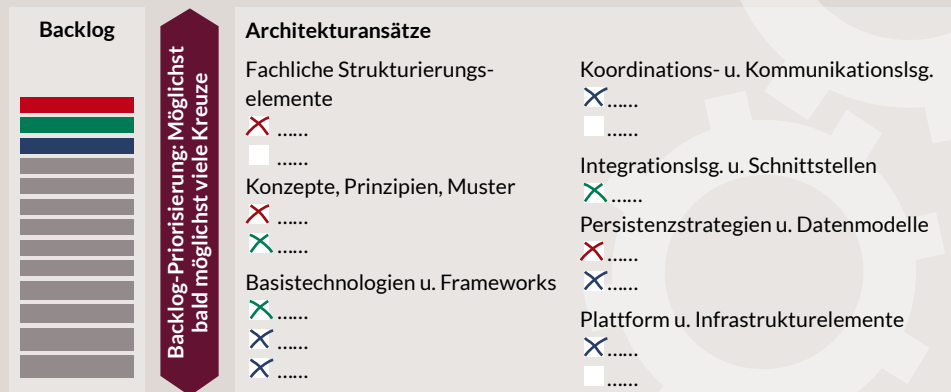 Backlog
Backlog-Priorisierung: Möglichst
bald möglichst viele Kreuze
Architekturansätze
Fachliche Strukturierungs-
elemente
......
......
Konzepte, Prinzipien, Muster
......
......
Basistechnologien u. Frameworks
......
......
......
Koordinations- u. Kommunikationslsg.
......
......
Integrationslsg. u. Schnittstellen
......
Persistenzstrategien u. Datenmodelle
......
......
Plattform u. Infrastrukturelemente
......
......